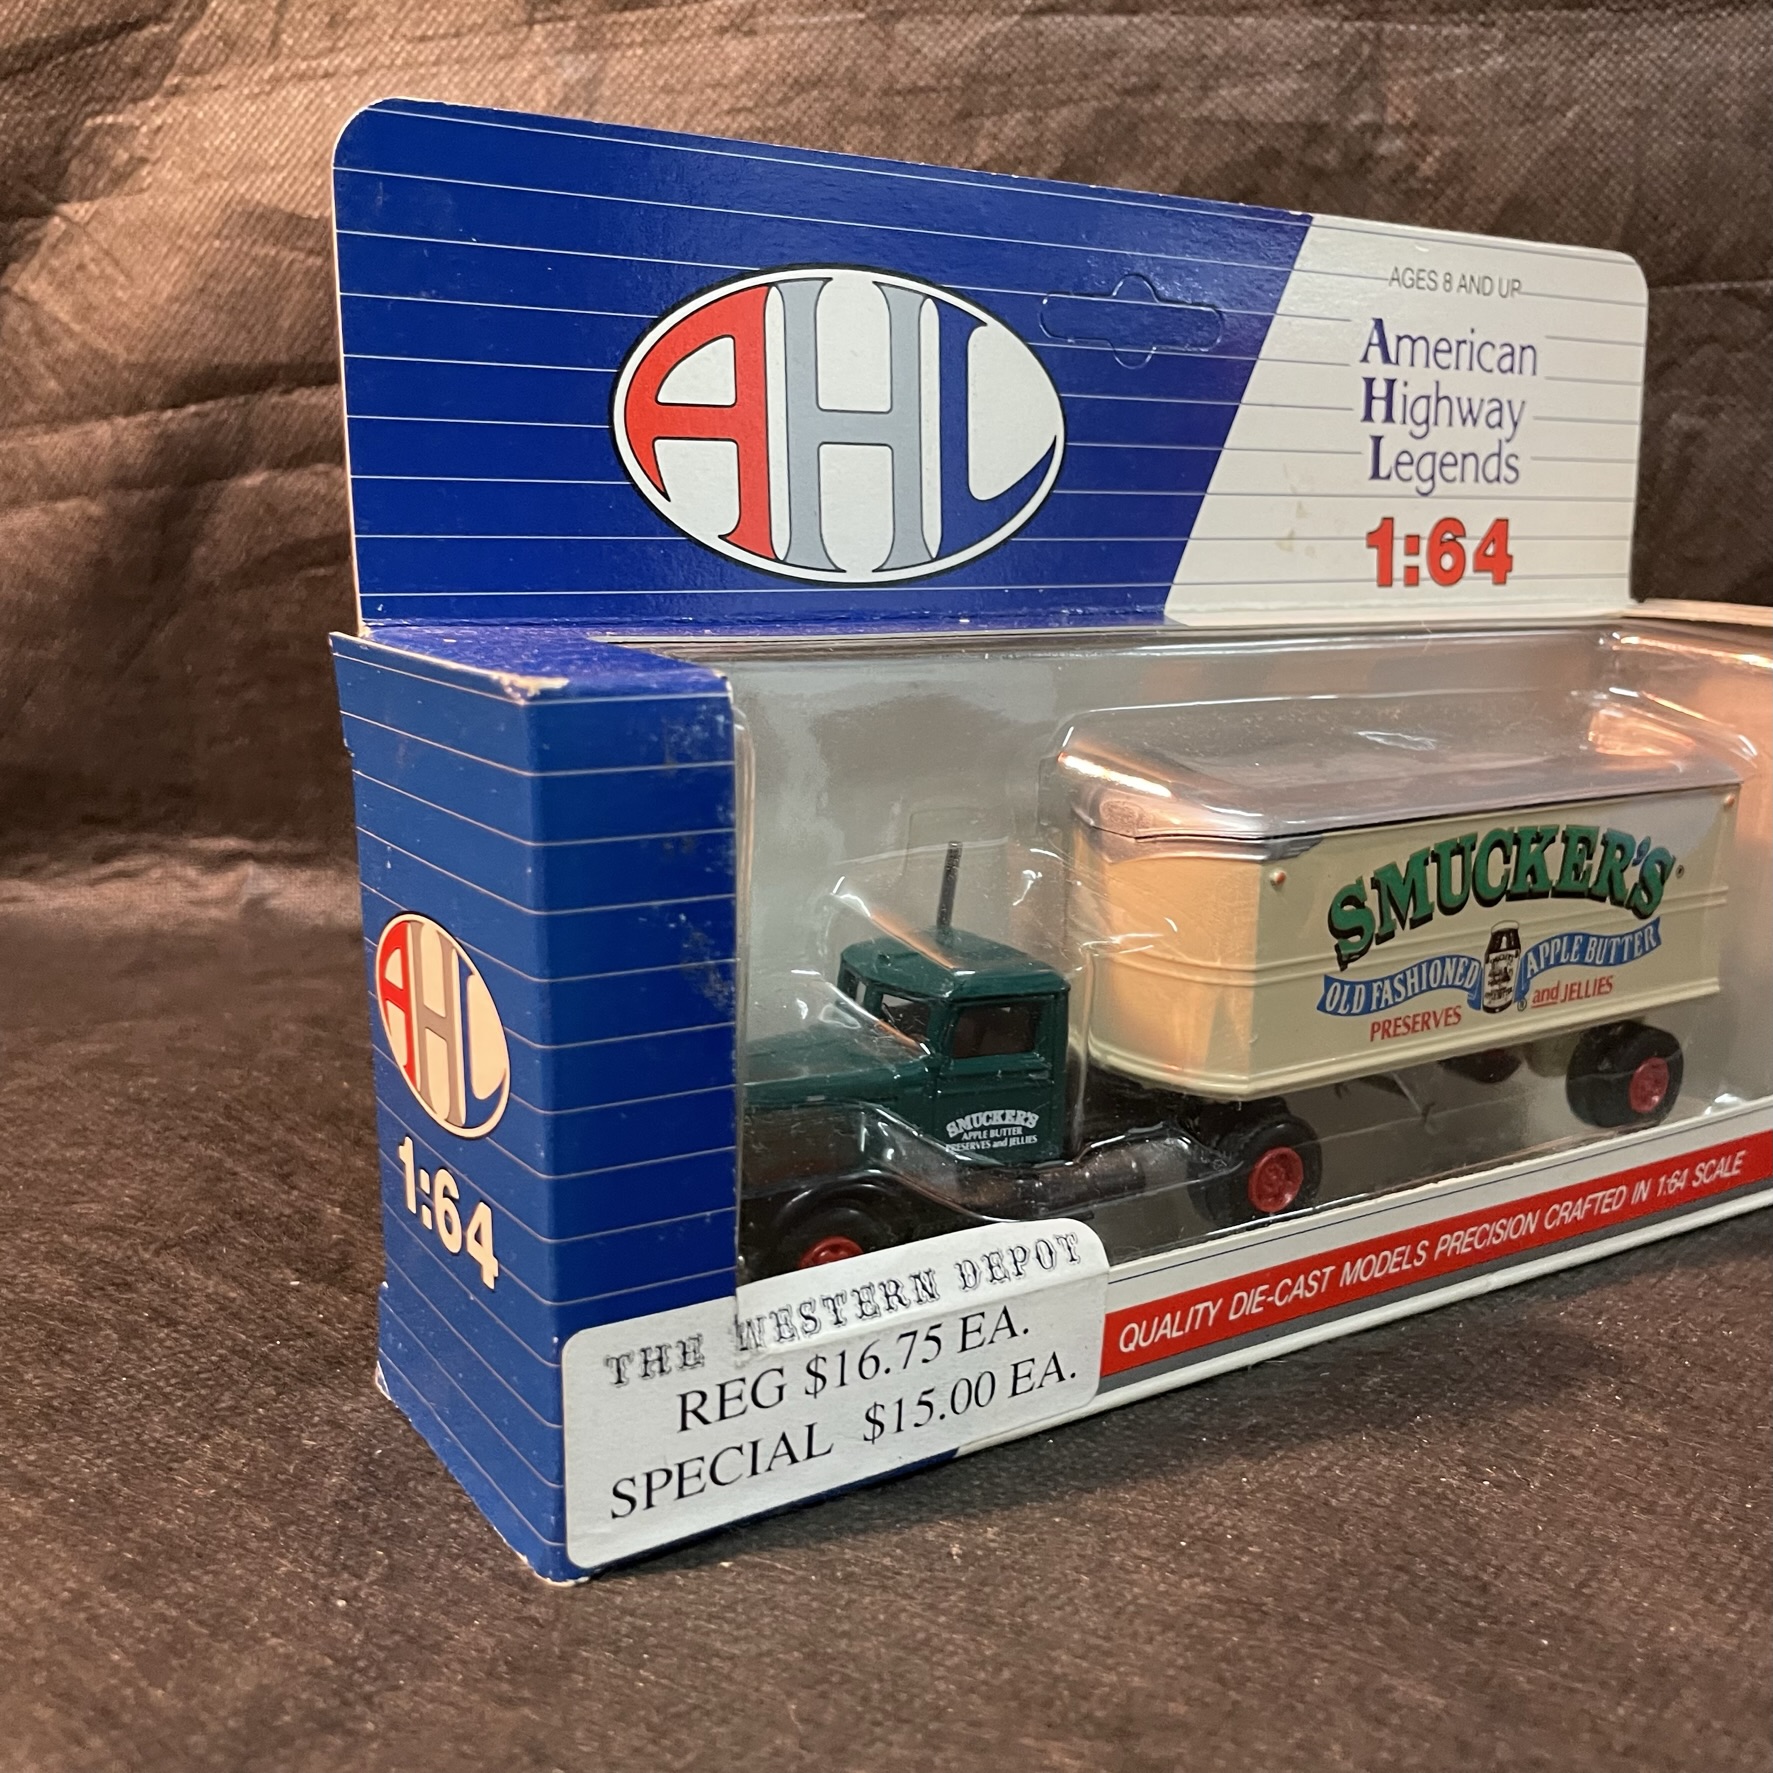 AHL
AGES 8 AND UP
American
Highway
Legends
1:64
AHL
1:64
SMUCKER'S
OLD FASHIONED APPLE BUTTER
PRESERVES and JELLIES
SMUCKER'S
APPLE BUTTER
PRESERVES and JELLIES
QUALITY DIE-CAST MODELS PRECISION CRAFTED IN 1:64 SCALE
THE WESTERN DEPOT
REG $16.75 EA.
SPECIAL $15.00 EA.